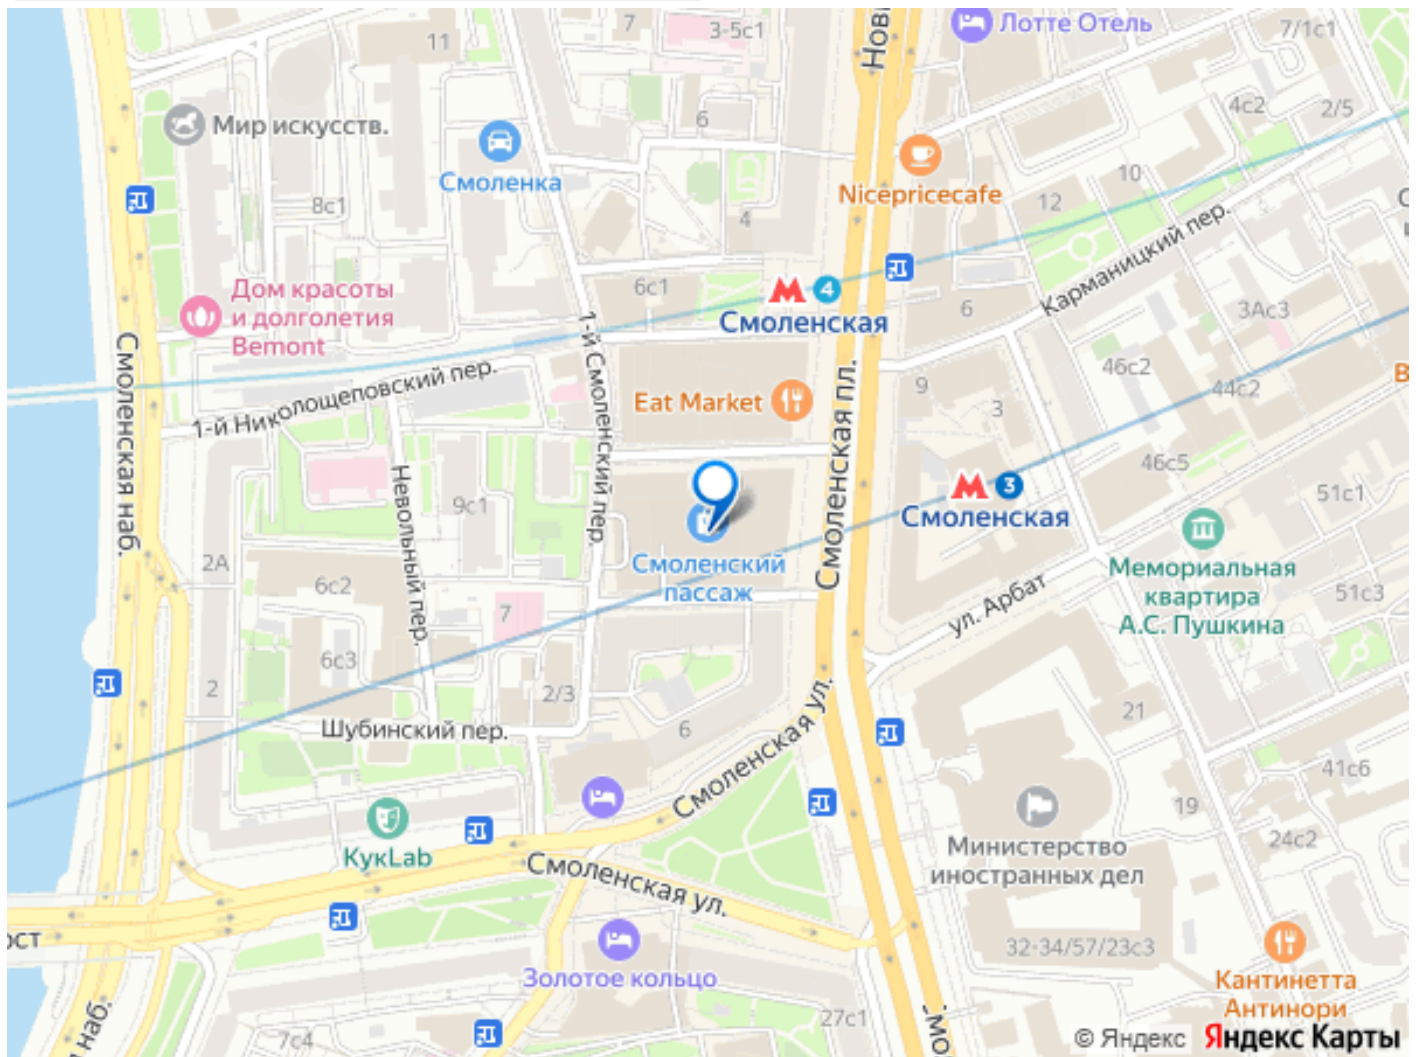 7
3-5с1
Нов
Лотте Отель
7/1с1
11
4с2
2/5
Мир искусств.
6
Смоленка
Nicepricecafe
10
12
8с1
4
Карманицкий пер.
Дом красоты
и долголетия
Bemont
6с1
4
Смоленская
6
3Ас3
Смоленская наб.
1-й Смоленский пер.
1-й Николощеповский пер.
Eat Market
Смоленская пл.
9
3
46с2
44с2
В
46с5
51с1
Невольный пер.
9с1
3
Смоленская
Смоленский
пассаж
2А
6с2
7
ул. Арбат
Мемориальная
квартира
А.С. Пушкина
51с3
6с3
2
2/3
Шубинский пер.
6
Смоленская ул.
21
41с6
19
24с2
КукLab
Министерство
иностранных дел
Смоленская ул.
ост
Золотое кольцо
32-34/57/23с3
Кантинетта
Антинори
наб.
7с4
27с1
мо
© Яндекс Яндекс Карты